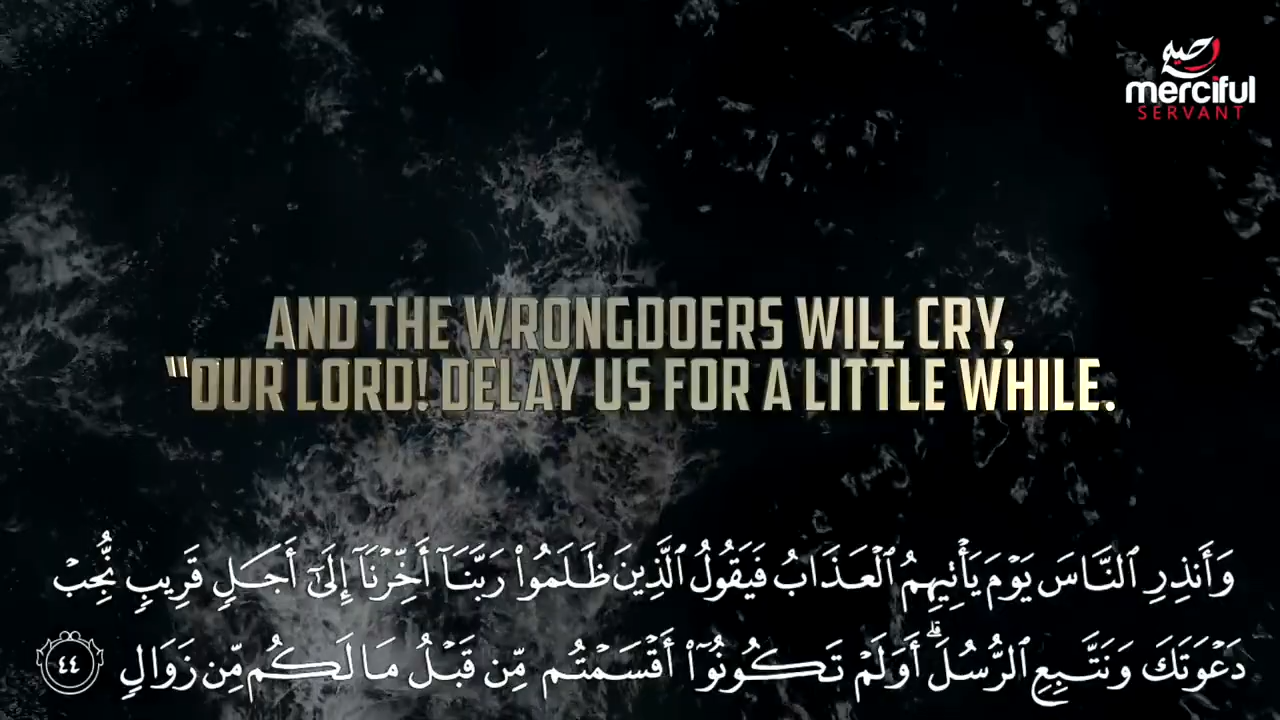 رحيم
merciful
SERVANT
AND THE WRONGDOERS WILL CRY,
"OUR LORD! DELAY US FOR A LITTLE WHILE.
وَأَنذِرِ ٱلنَّاسَ يَوْمَ يَأْتِيهِمُ ٱلْعَذَابُ فَيَقُولُ ٱلَّذِينَ ظَلَمُوا۟ رَبَّنَآ أَخِّرْنَآ إِلَىٰٓ أَجَلٍ قَرِيبٍ نُّجِبْ
دَعْوَتَكَ وَنَتَّبِعِ ٱلرُّسُلَ ۗ أَوَلَمْ تَكُونُوٓا۟ أَقْسَمْتُم مِّن قَبْلُ مَا لَكُم مِّن زَوَالٍ ٤٤